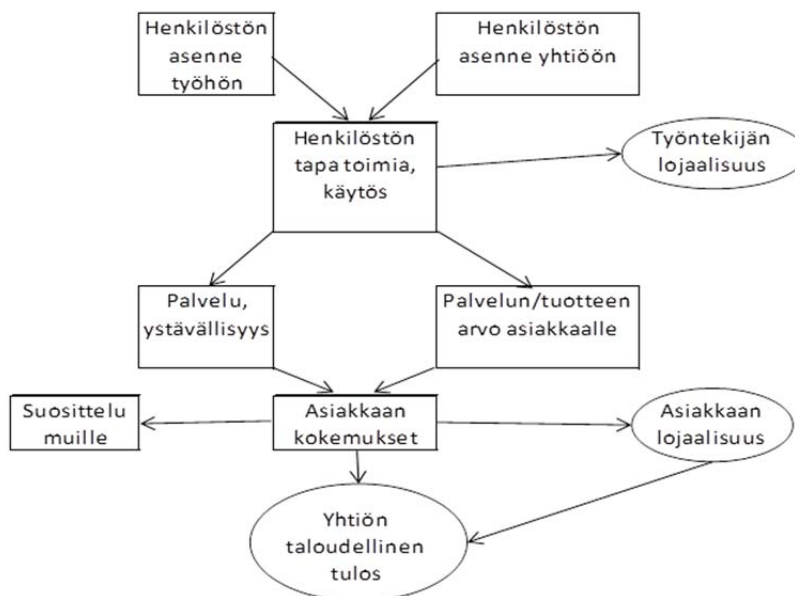 Henkilöstön
asenne
työhön
Henkilöstön
asenne yhtiöön
Henkilöstön
tapa toimia,
käytös
Työntekijän
lojaalisuus
Palvelu,
ystävällisyys
Palvelun/tuotteen
arvo asiakkaalle
Suosittelu
muille
Asiakkaan
kokemukset
Asiakkaan
lojaalisuus
Yhtiön
taloudellinen
tulos